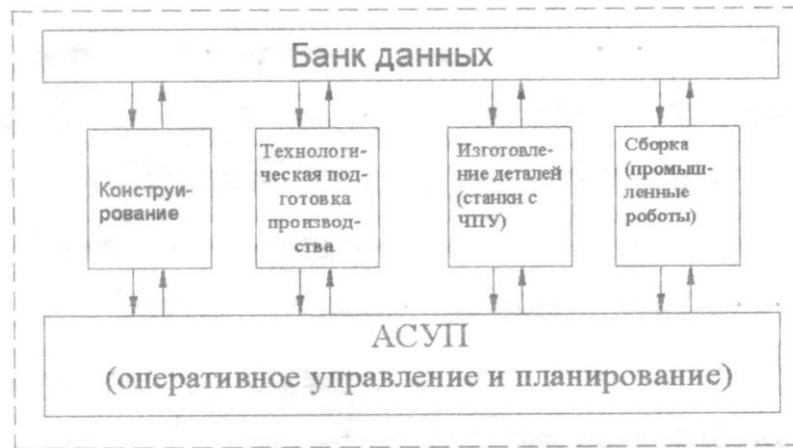 Банк данных
Конструи-
рование
Технологи-
ческая под-
готовка
производ-
ства
Изготовле-
ние деталей
(станки с
ЧПУ)
Сборка
(промыш-
ленные
роботы)
АСУП
(оперативное управление и планирование)